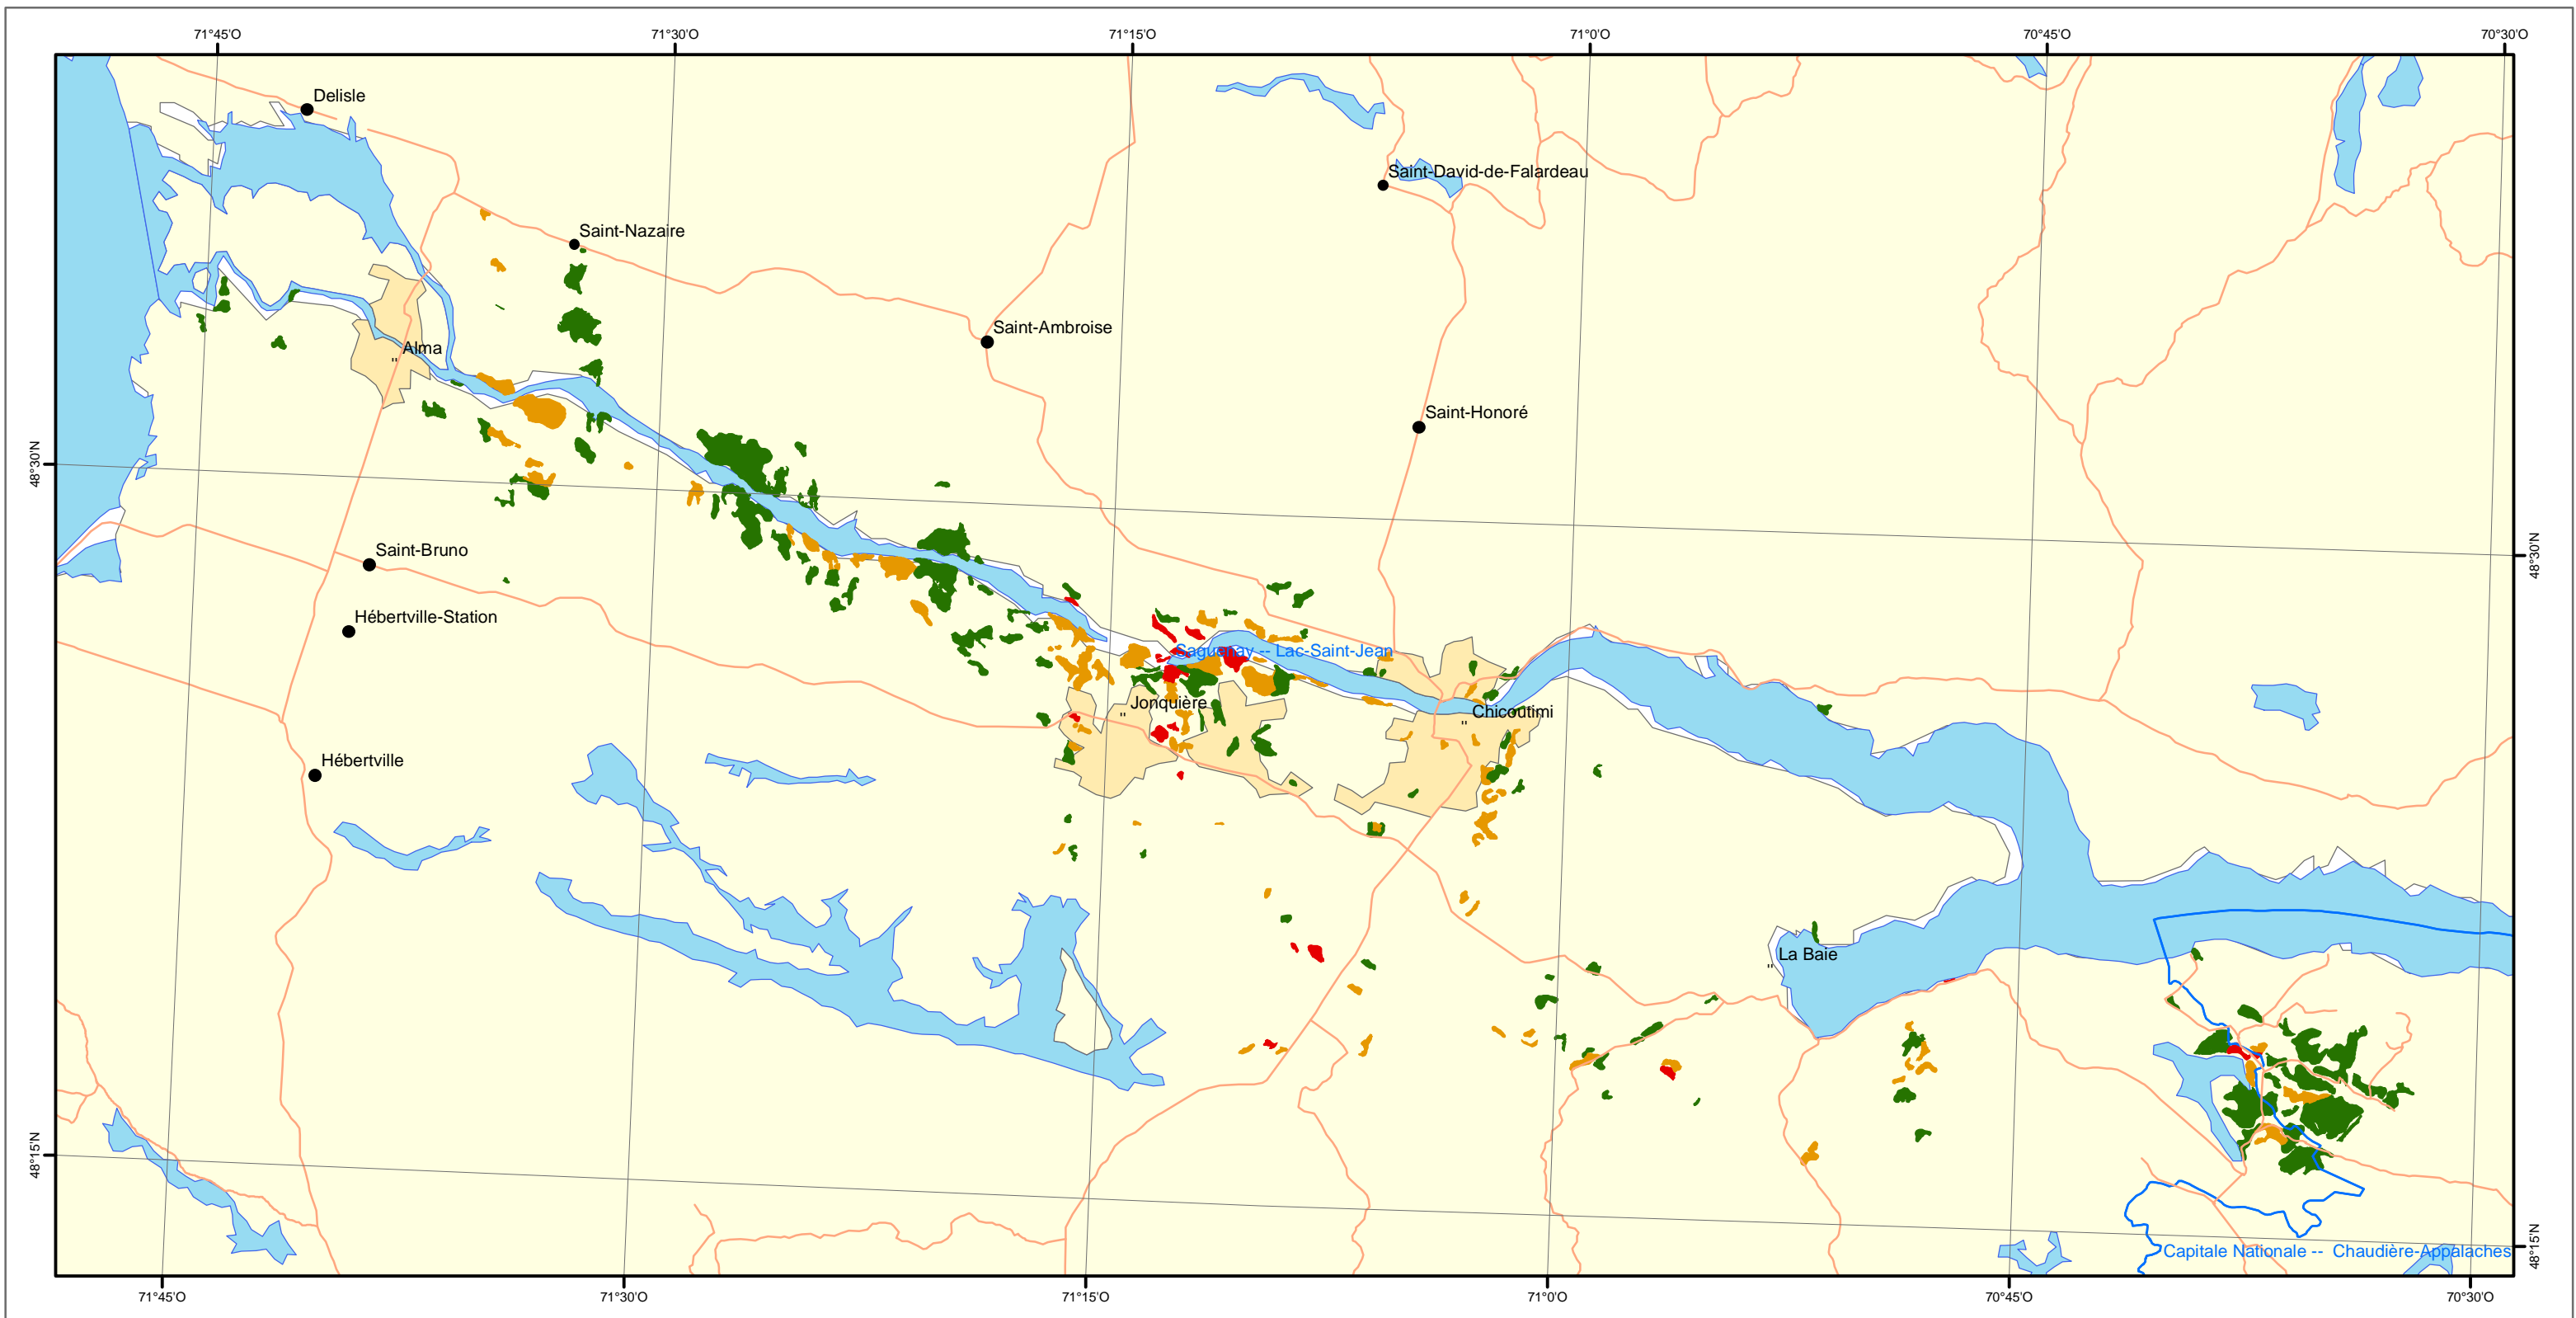 71°45'O
71°30'O
71°15'O
71°0'O
70°45'O
70°30'O
Delisle
Saint-David-de-Falardeau
Saint-Nazaire
Saint-Ambroise
Alma
Saint-Honoré
48°30'N
48°30'N
Saint-Bruno
Hébertville-Station
Saguenay -- Lac-Saint-Jean
Jonquière
Chicoutimi
Hébertville
La Baie
48°15'N
48°15'N
Capitale Nationale -- Chaudière-Appalaches
71°45'O
71°30'O
71°15'O
71°0'O
70°45'O
70°30'O